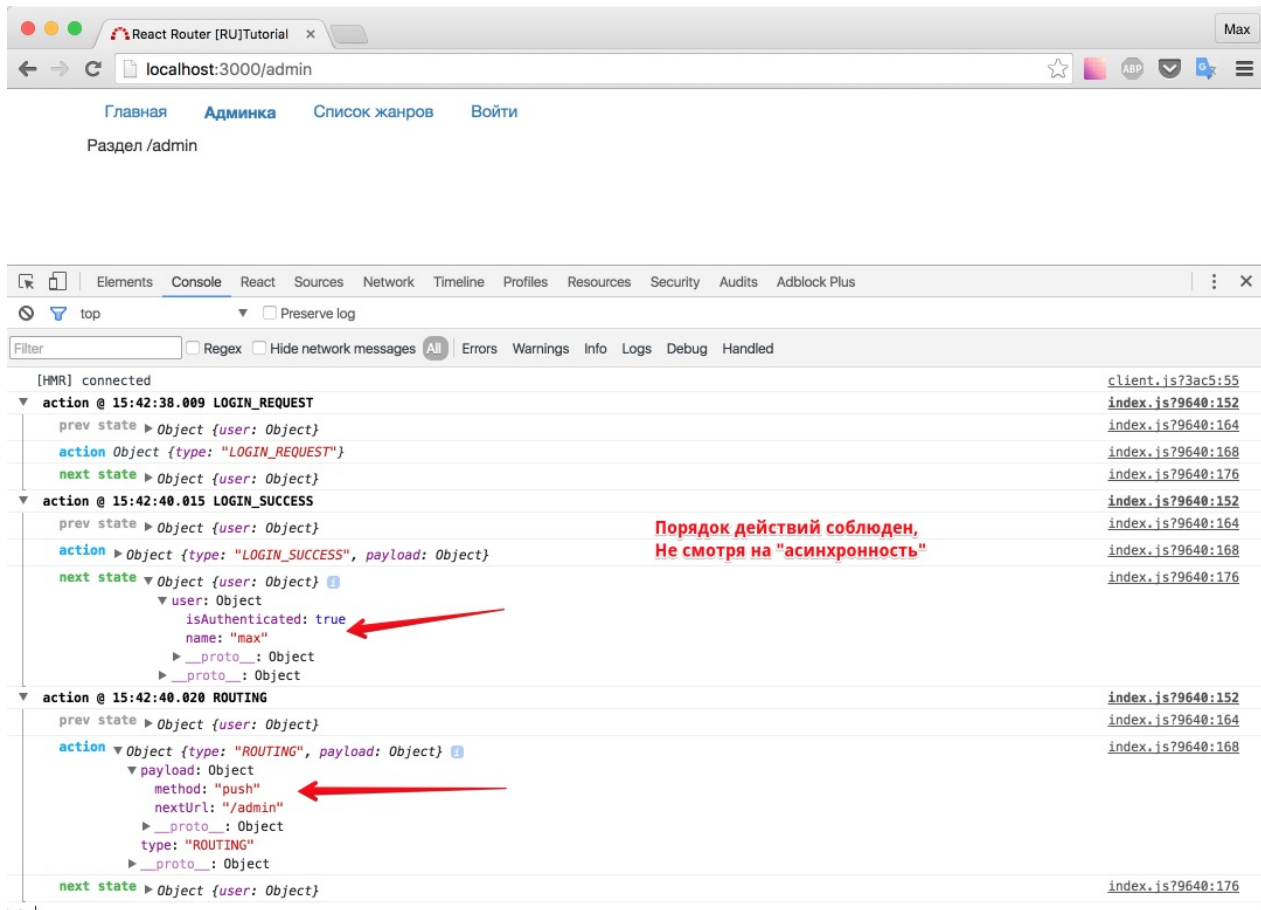 React Router [RU]Tutorial
Max
localhost:3000/admin
ABP
Главная Админка Список жанров Войти
Раздел /admin
Elements Console React Sources Network Timeline Profiles Resources Security Audits Adblock Plus
top Preserve log
Filter Regex Hide network messages All Errors Warnings Info Logs Debug Handled
[HMR] connected client.js?3ac5:55
action @ 15:42:38.009 LOGIN_REQUEST index.js?9640:152
prev state Object {user: Object} index.js?9640:164
action Object {type: "LOGIN_REQUEST"} index.js?9640:168
next state Object {user: Object} index.js?9640:176
action @ 15:42:40.015 LOGIN_SUCCESS index.js?9640:152
prev state Object {user: Object} index.js?9640:164
Порядок действий соблюден,
action Object {type: "LOGIN_SUCCESS", payload: Object} index.js?9640:168
Не смотря на "асинхронность"
next state Object {user: Object} index.js?9640:176
user: Object
isAuthenticated: true
name: "max"
__proto__: Object
__proto__: Object
action @ 15:42:40.020 ROUTING index.js?9640:152
prev state Object {user: Object} index.js?9640:164
action Object {type: "ROUTING", payload: Object} index.js?9640:168
payload: Object
method: "push"
nextUrl: "/admin"
__proto__: Object
type: "ROUTING"
__proto__: Object
next state Object {user: Object} index.js?9640:176